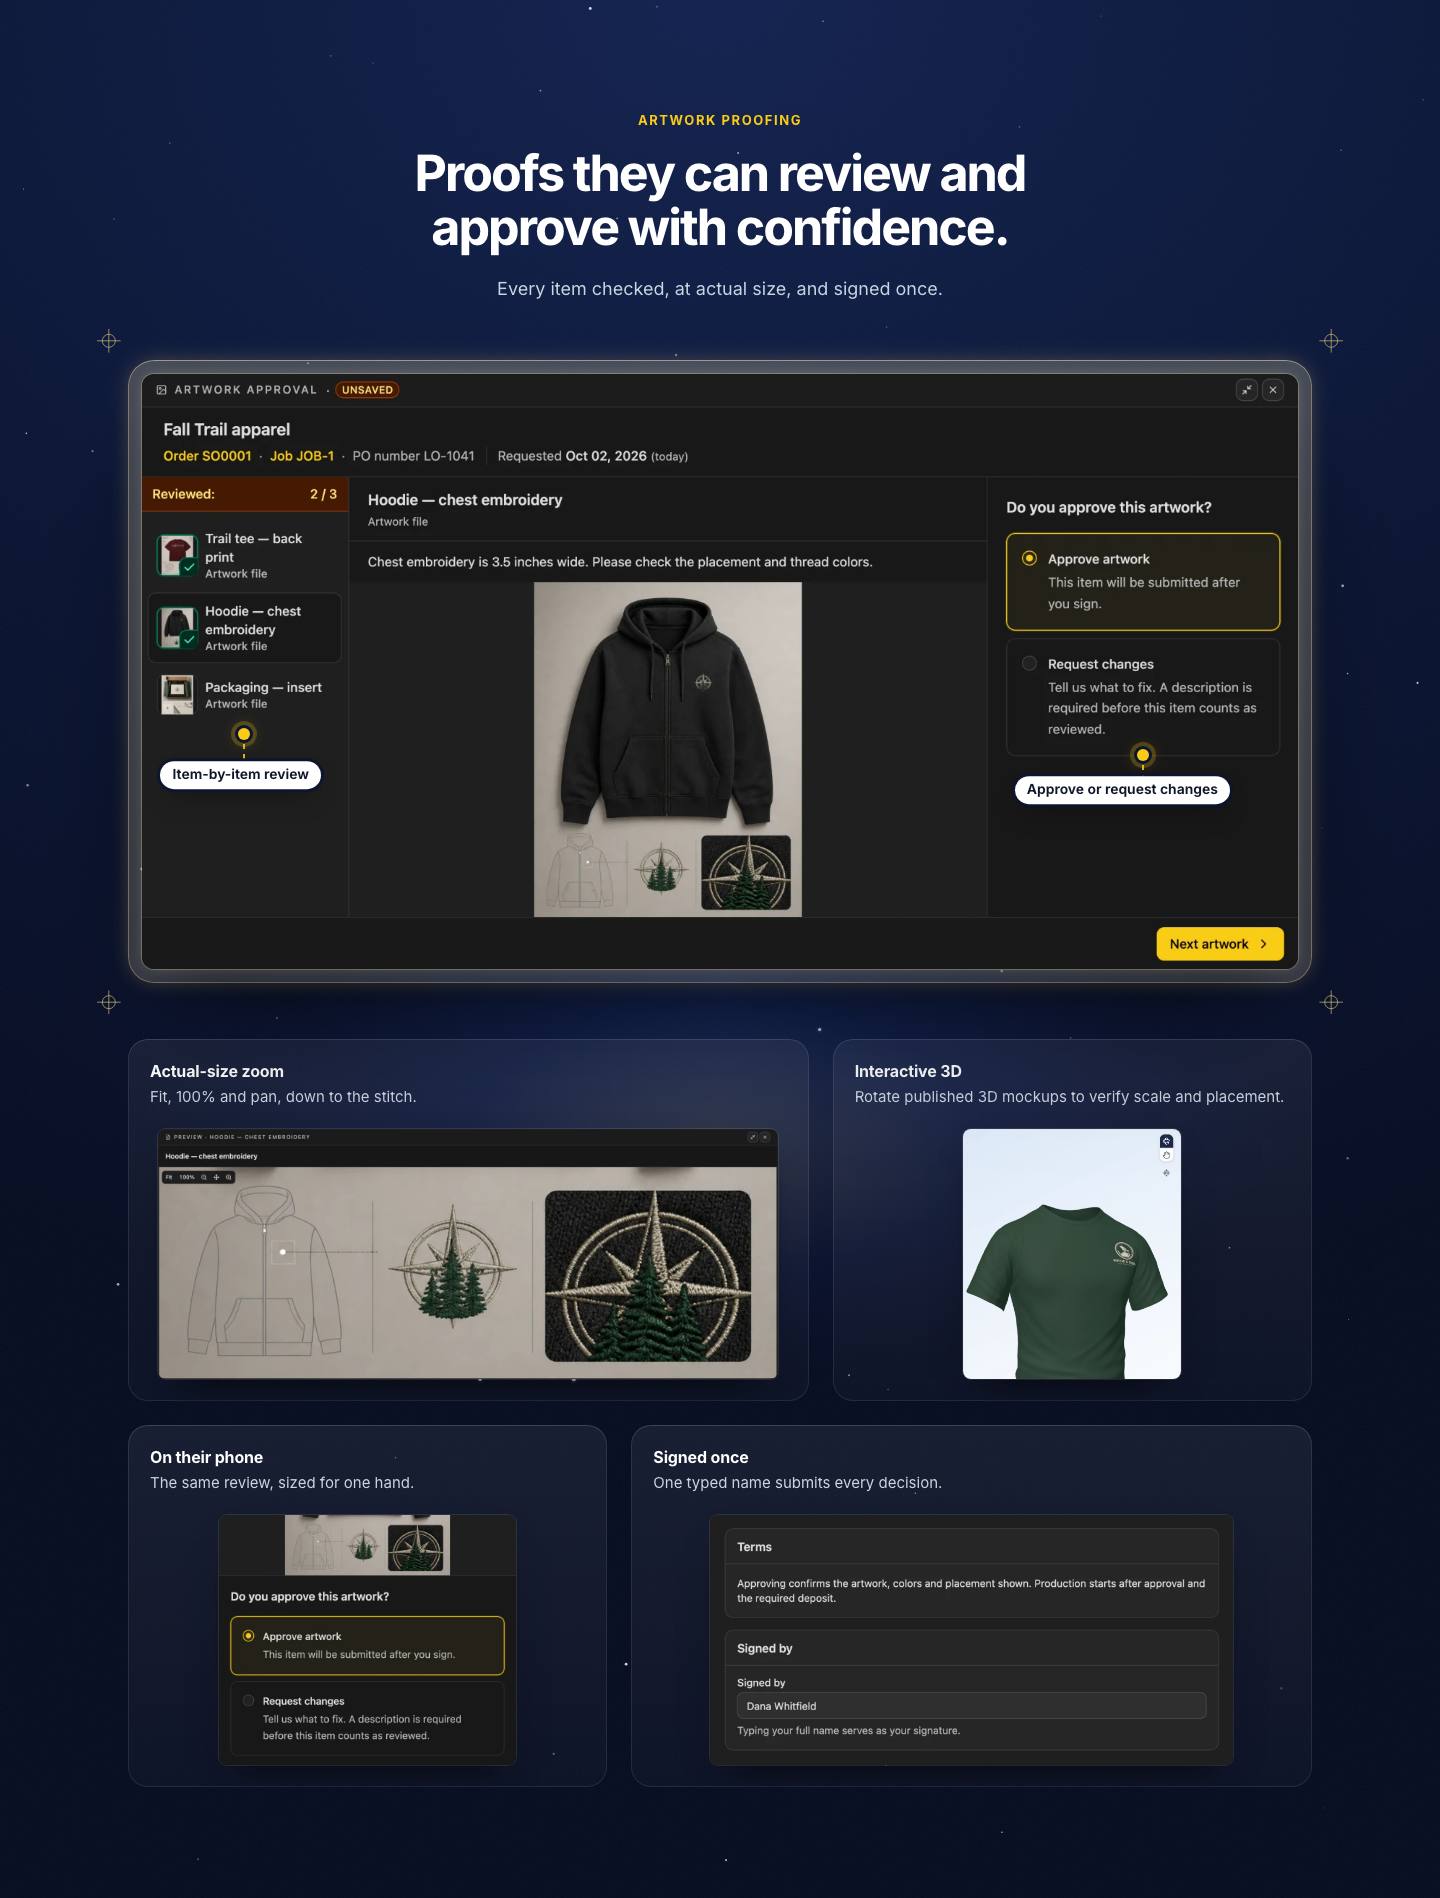 ARTWORK PROOFING
Proofs they can review and
approve with confidence.
Every item checked, at actual size, and signed once.
ARTWORK APPROVAL · UNSAVED
Fall Trail apparel
Order SO0001 · Job JOB-1 · PO number LO-1041 Requested Oct 02, 2026 (today)
Reviewed: 2 / 3
Trail tee — back
print
Artwork file
Hoodie — chest
embroidery
Artwork file
Packaging — insert
Artwork file
Item-by-item review
Hoodie — chest embroidery
Artwork file
Chest embroidery is 3.5 inches wide. Please check the placement and thread colors.
Do you approve this artwork?
Approve artwork
This item will be submitted after
you sign.
Request changes
Tell us what to fix. A description is
required before this item counts as
reviewed.
Approve or request changes
Next artwork
Actual-size zoom
Fit, 100% and pan, down to the stitch.
PREVIEW · HOODIE — CHEST EMBROIDERY
Hoodie — chest embroidery
Fit 100%
Interactive 3D
Rotate published 3D mockups to verify scale and placement.
On their phone
The same review, sized for one hand.
Do you approve this artwork?
Approve artwork
This item will be submitted after you sign.
Request changes
Tell us what to fix. A description is required
before this item counts as reviewed.
Signed once
One typed name submits every decision.
Terms
Approving confirms the artwork, colors and placement shown. Production starts after approval and
the required deposit.
Signed by
Signed by
Dana Whitfield
Typing your full name serves as your signature.